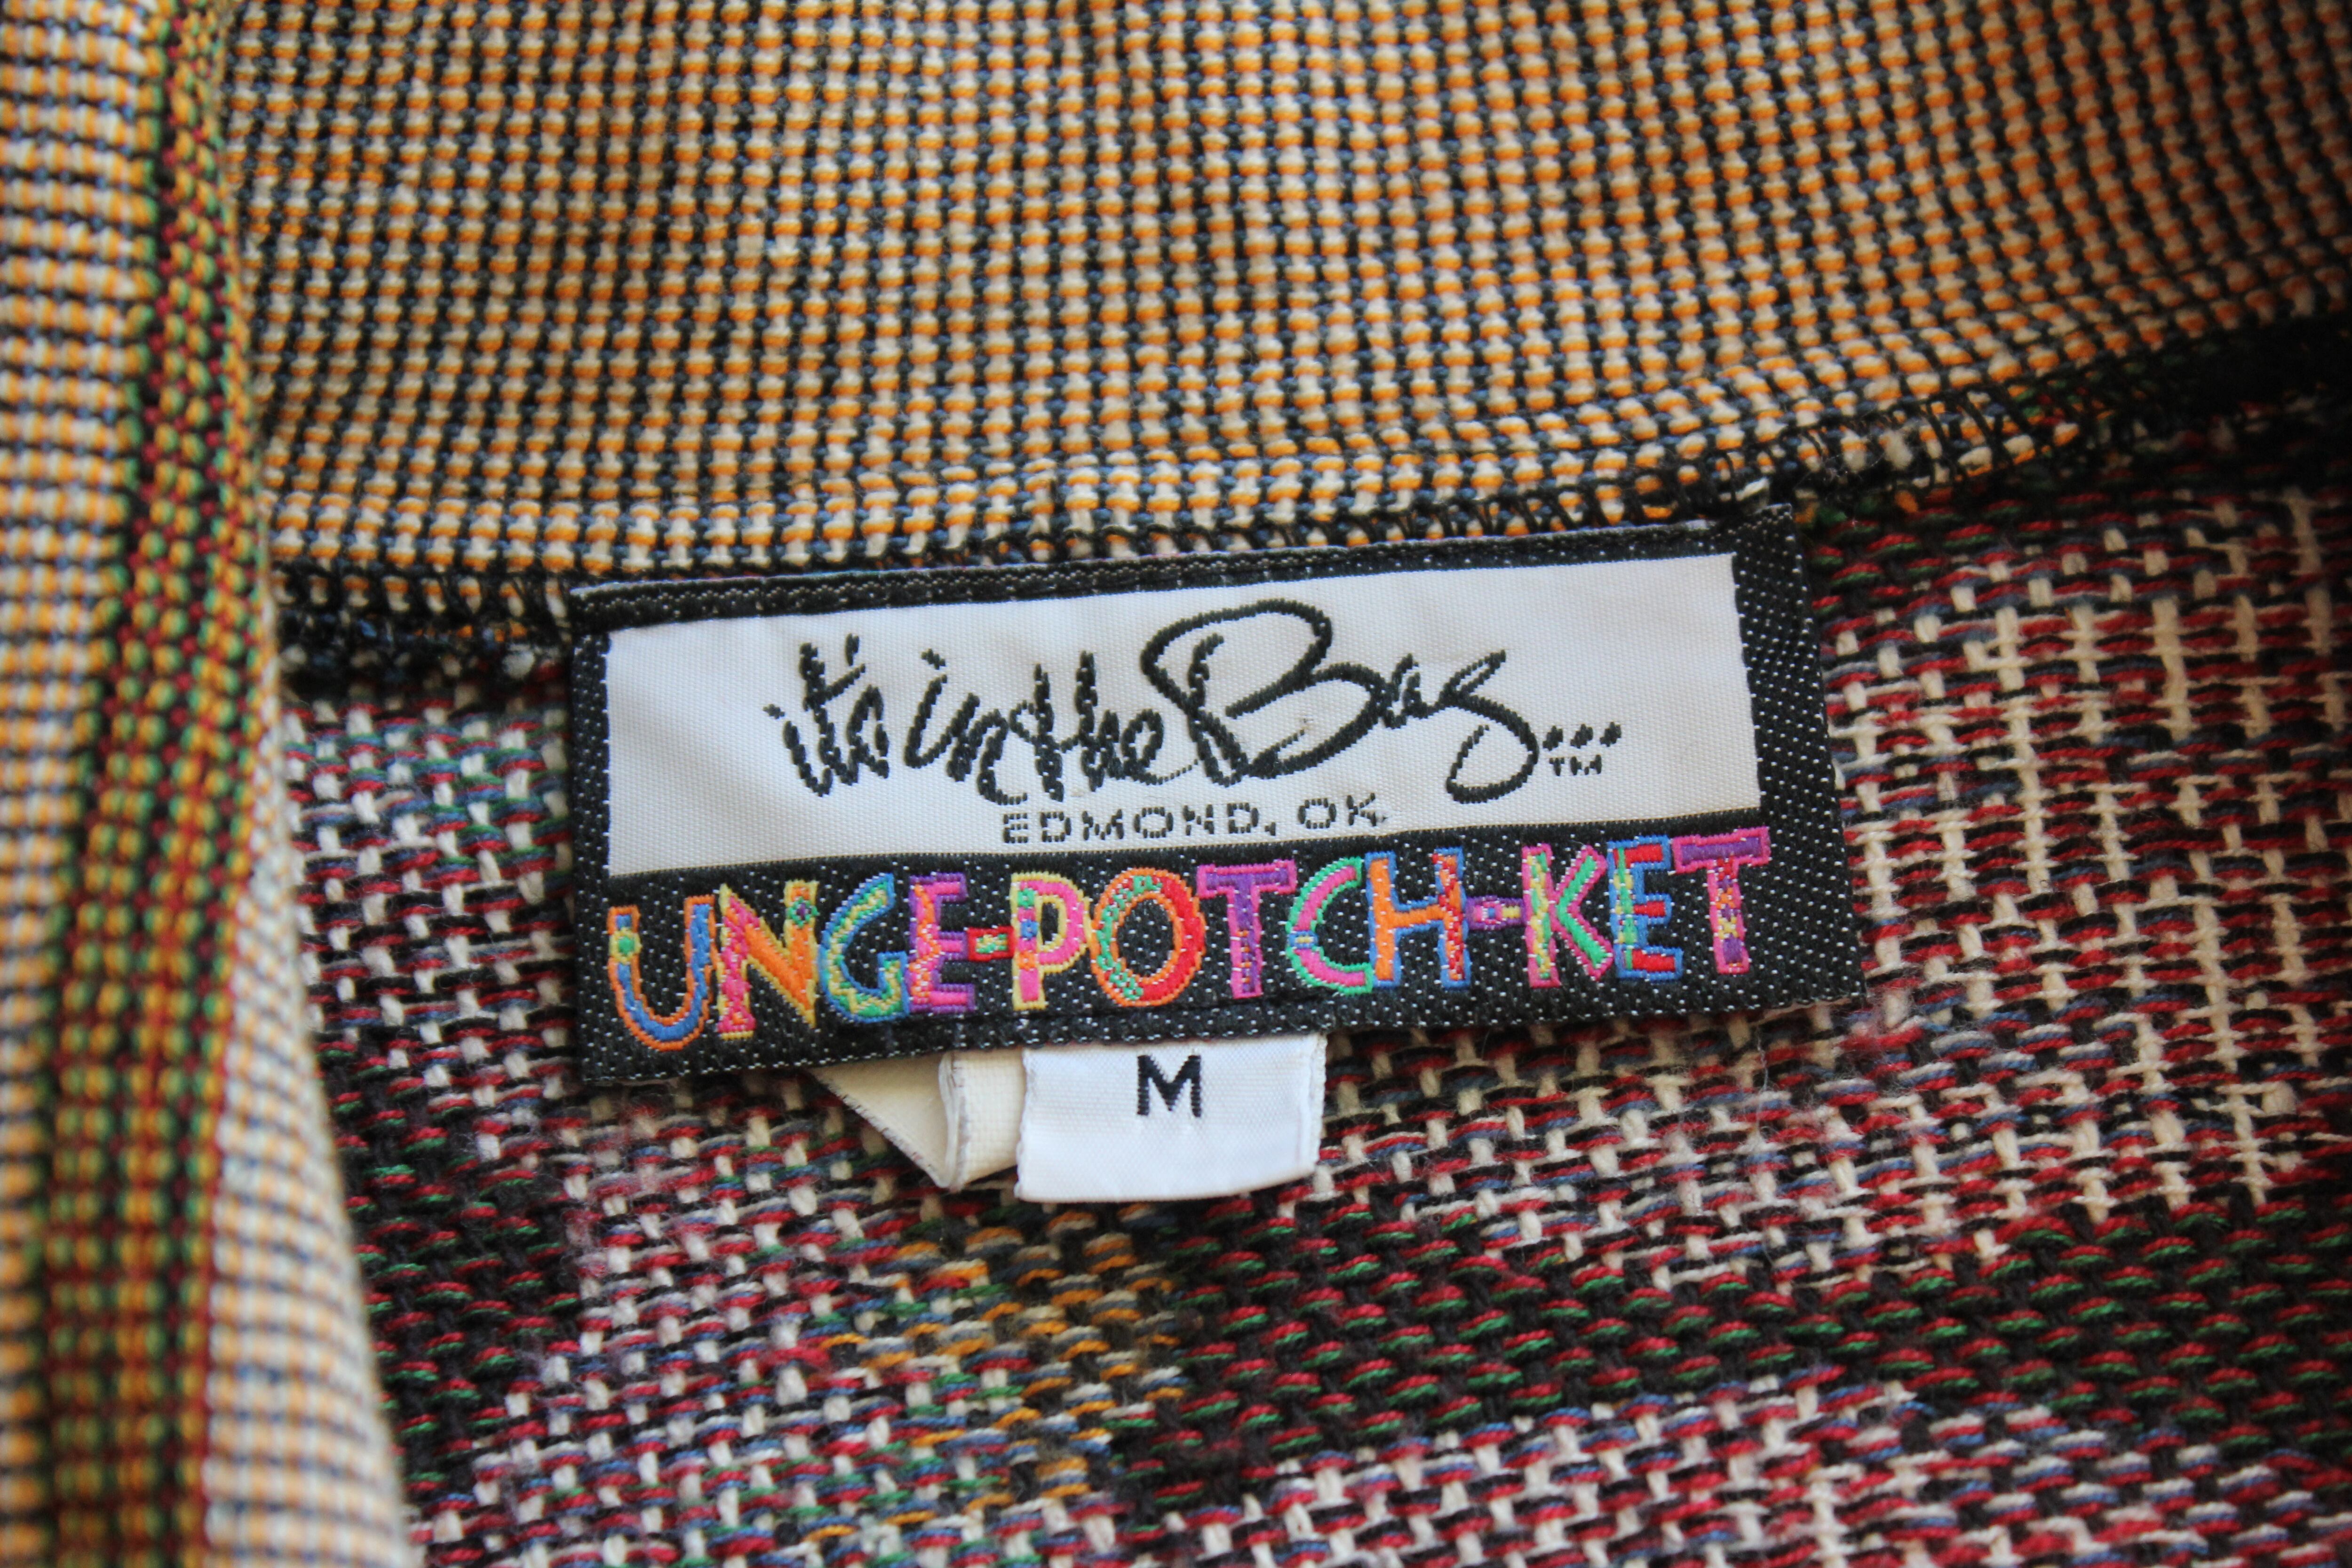 it's in the Bag...
TM
EDMOND, OK.
UNGE-POTCH-KET
M